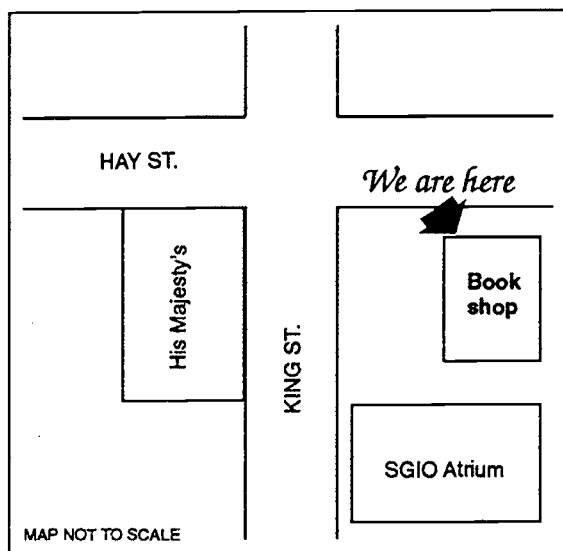 HAY ST.
We are here
His Majesty's
Book
shop
KING ST.
SGIO Atrium
MAP NOT TO SCALE